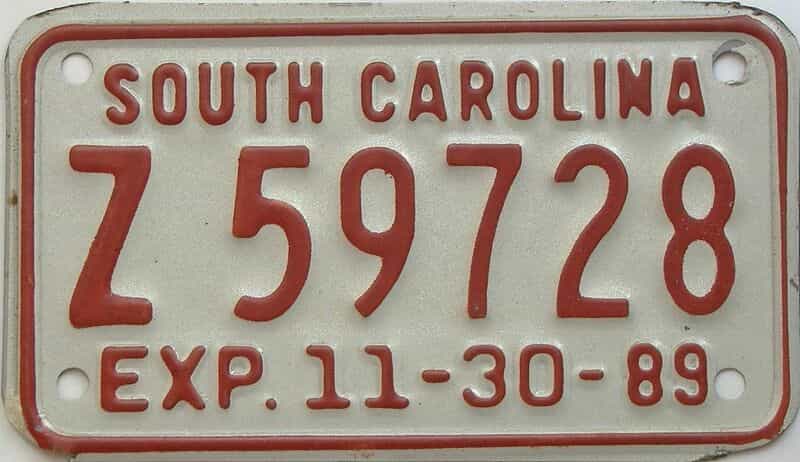 SOUTH CAROLINA
Z 59728
EXP. 11-30-89